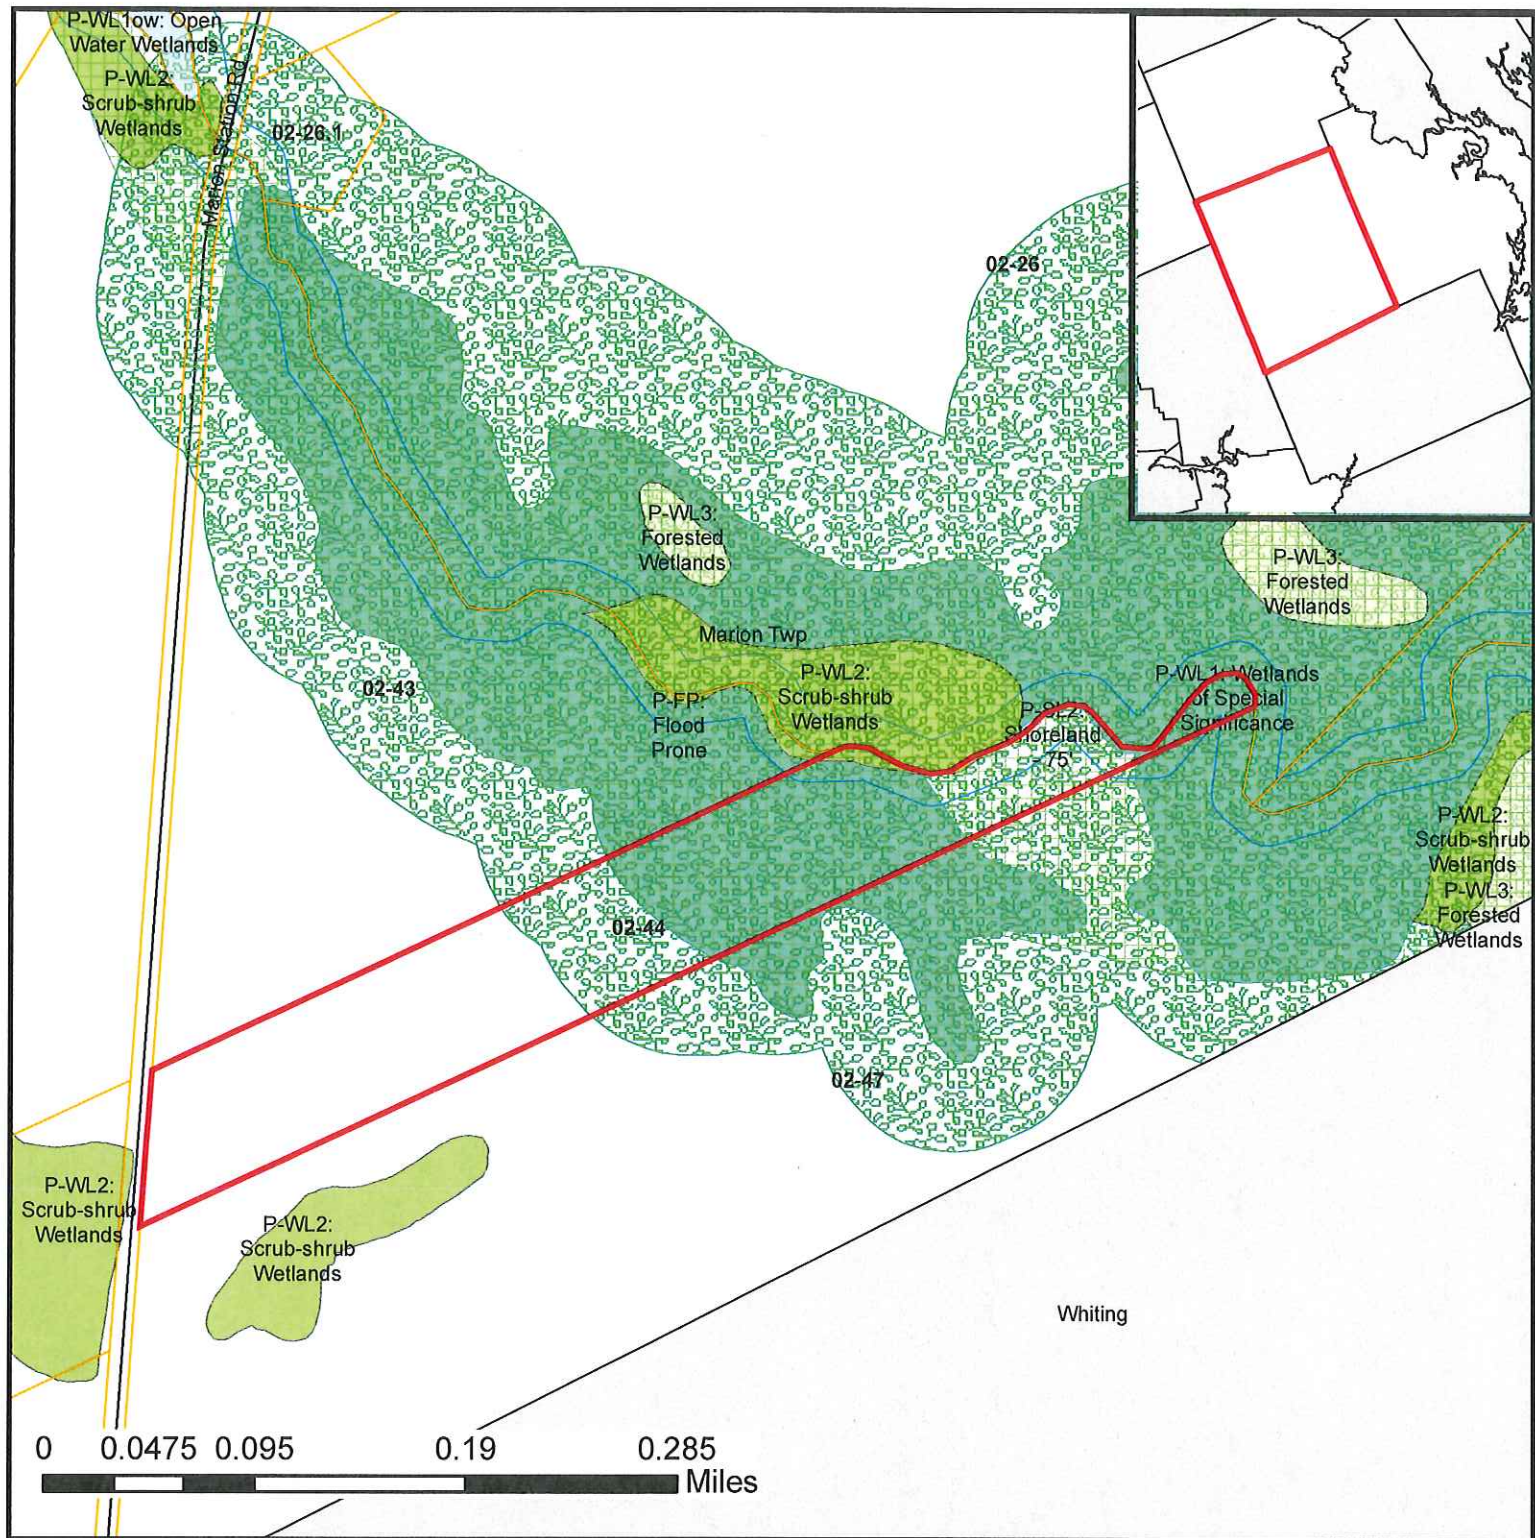 P-WL1ow: Open
Water Wetlands
P-WL2:
Scrub-shrub
Wetlands
Marion Station Rd
02-26.1
02-26
P-WL3:
Forested
Wetlands
P-WL3:
Forested
Wetlands
Marion Twp
02-43
P-WL2:
Scrub-shrub
Wetlands
P-FP:
Flood
Prone
P-SL2:
Shoreland
- 75'
P-WL1: Wetlands
of Special
Significance
P-WL2:
Scrub-shrub
Wetlands
P-WL3:
Forested
Wetlands
02-44
02-47
P-WL2:
Scrub-shrub
Wetlands
P-WL2:
Scrub-shrub
Wetlands
Whiting
0 0.0475 0.095 0.19 0.285
Miles